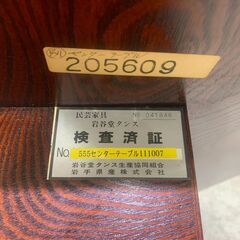 205609
民芸家具
岩谷堂タンス
検査済証
No. 555センターテーブル111007
岩谷堂タンス生産協同組合
岩手県産株式会社